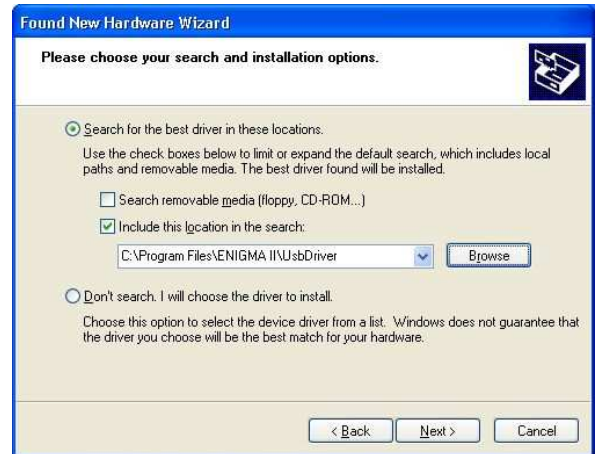 Found New Hardware Wizard
Please choose your search and installation options.
Search for the best driver in these locations.
Use the check boxes below to limit or expand the default search, which includes local
paths and removable media. The best driver found will be installed.
Search removable media (floppy, CD-ROM...)
Include this location in the search:
C:\Program Files\ENIGMA II\UsbDriver
Browse
Don't search. I will choose the driver to install.
Choose this option to select the device driver from a list. Windows does not guarantee that
the driver you choose will be the best match for your hardware.
< Back
Next >
Cancel